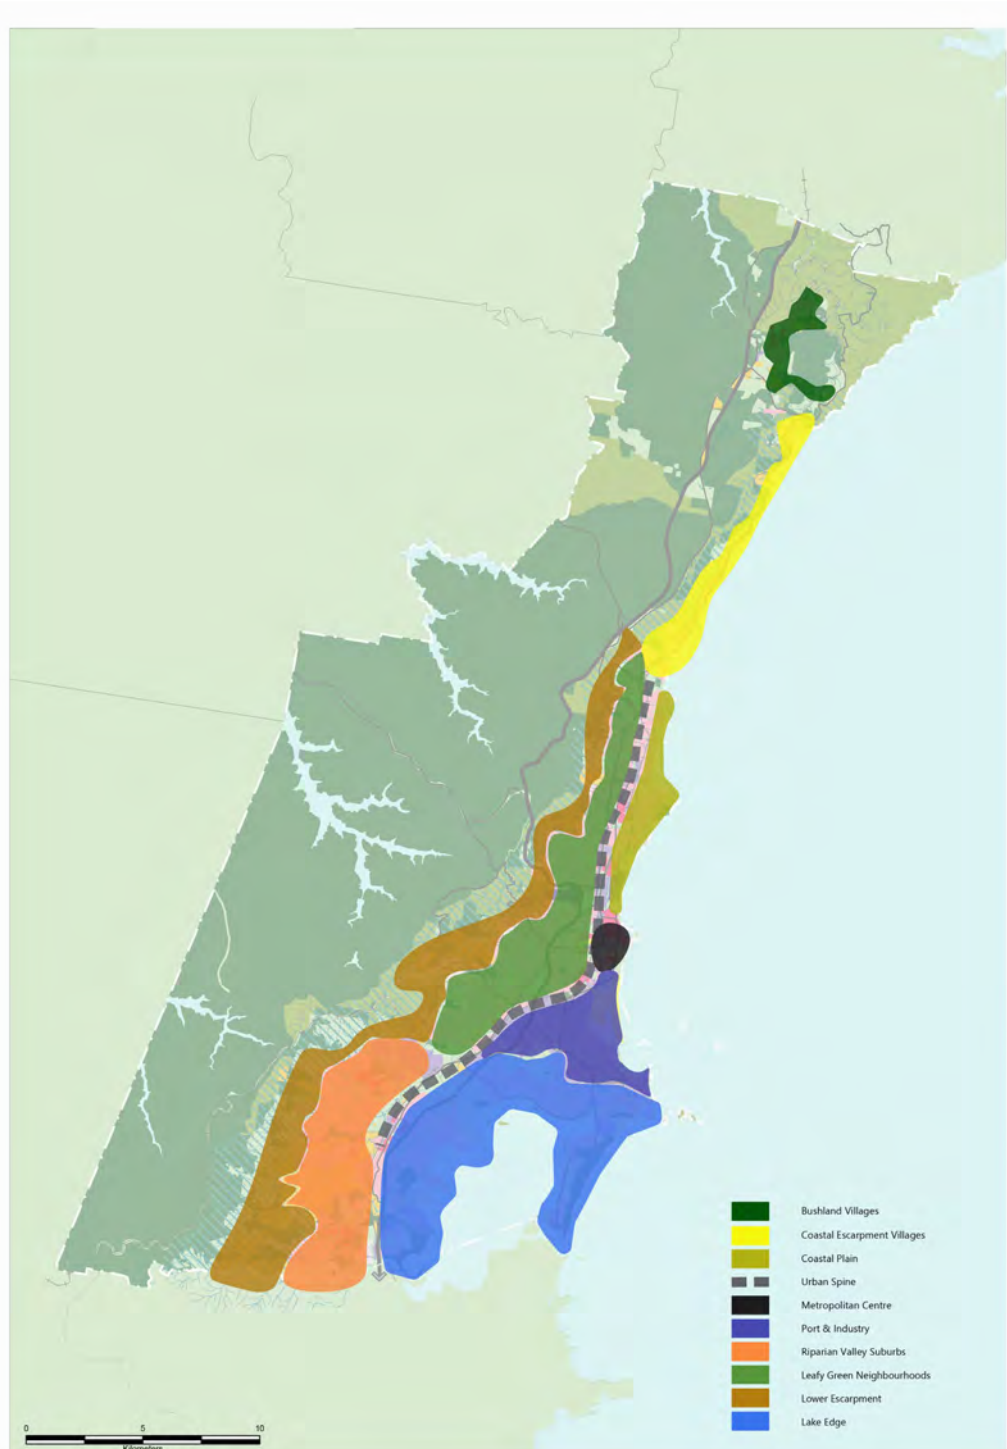 Bushland Villages
Coastal Escarpment Villages
Coastal Plain
Urban Spine
Metropolitan Centre
Port & Industry
Riparian Valley Suburbs
Leafy Green Neighbourhoods
Lower Escarpment
Lake Edge
0 5 10
Kilometers